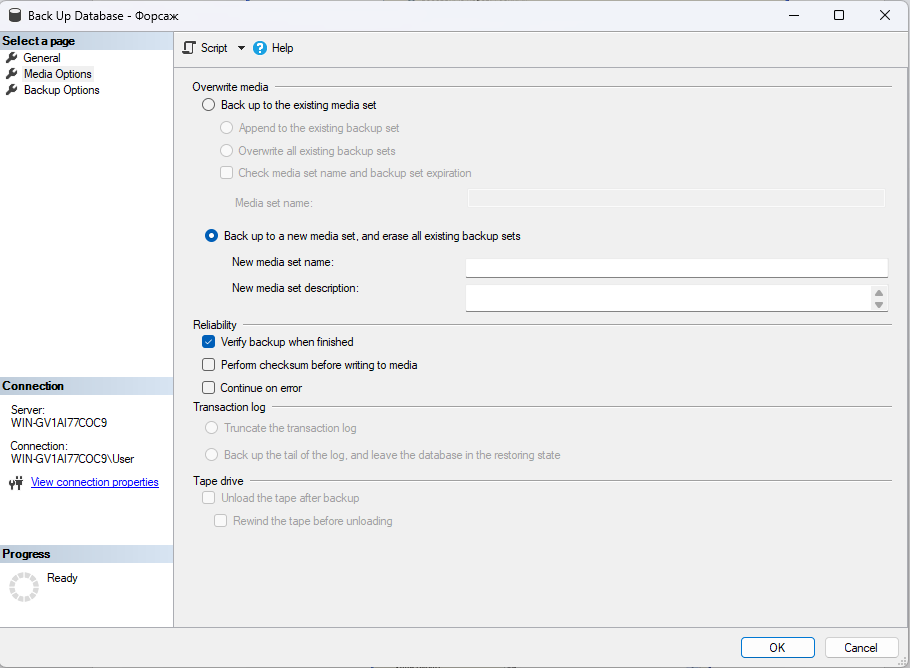 Back Up Database - Форсаж
Select a page
General
Media Options
Backup Options
Script
Help
Overwrite media
Back up to the existing media set
Append to the existing backup set
Overwrite all existing backup sets
Check media set name and backup set expiration
Media set name:
Back up to a new media set, and erase all existing backup sets
New media set name:
New media set description:
Reliability
Verify backup when finished
Perform checksum before writing to media
Continue on error
Transaction log
Truncate the transaction log
Back up the tail of the log, and leave the database in the restoring state
Tape drive
Unload the tape after backup
Rewind the tape before unloading
Connection
Server:
WIN-GV1AI77COC9
Connection:
WIN-GV1AI77COC9\User
View connection properties
Progress
Ready
OK
Cancel